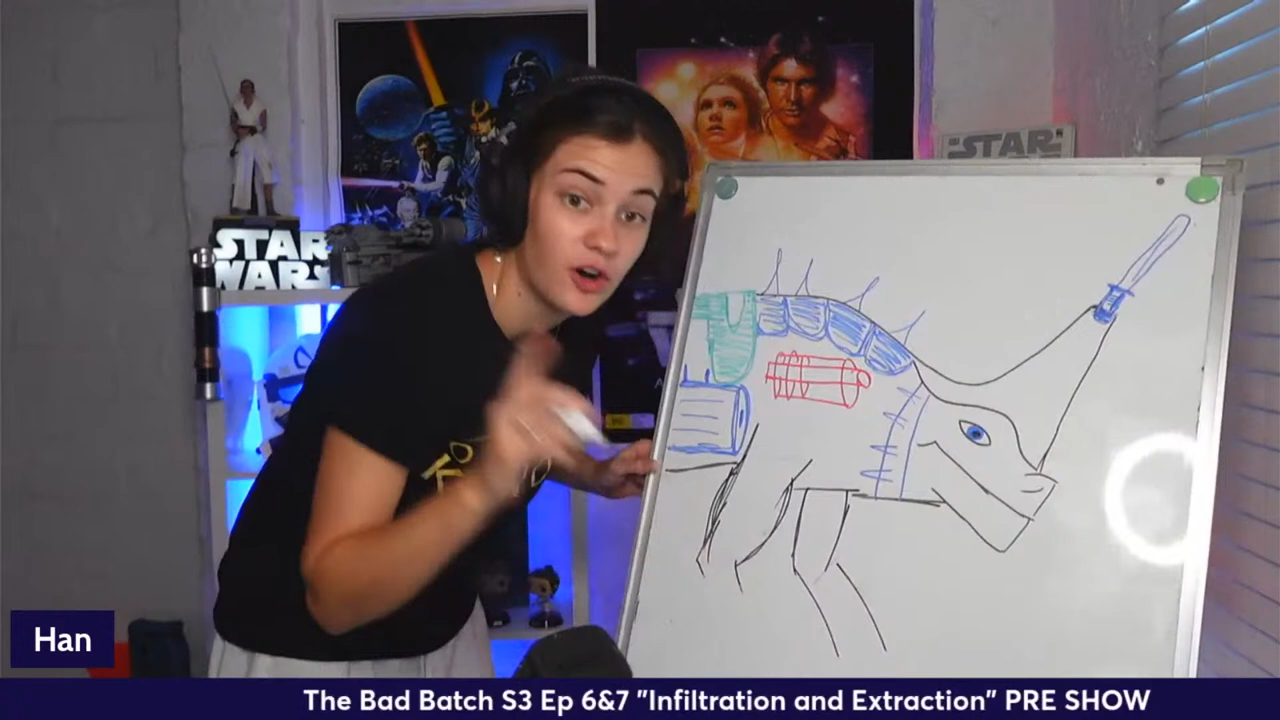 STAR
WARS
STAR
Han
The Bad Batch S3 Ep 6&7 "Infiltration and Extraction" PRE SHOW